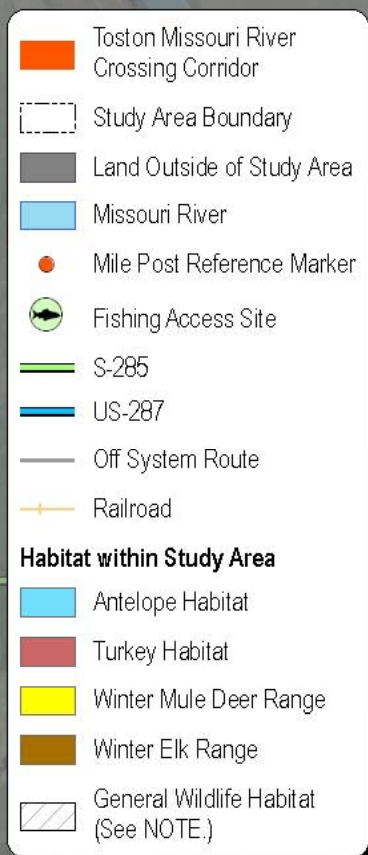 Toston Missouri River
Crossing Corridor
Study Area Boundary
Land Outside of Study Area
Missouri River
Mile Post Reference Marker
Fishing Access Site
S-285
US-287
Off System Route
Railroad
Habitat within Study Area
Antelope Habitat
Turkey Habitat
Winter Mule Deer Range
Winter Elk Range
General Wildlife Habitat
(See NOTE.)